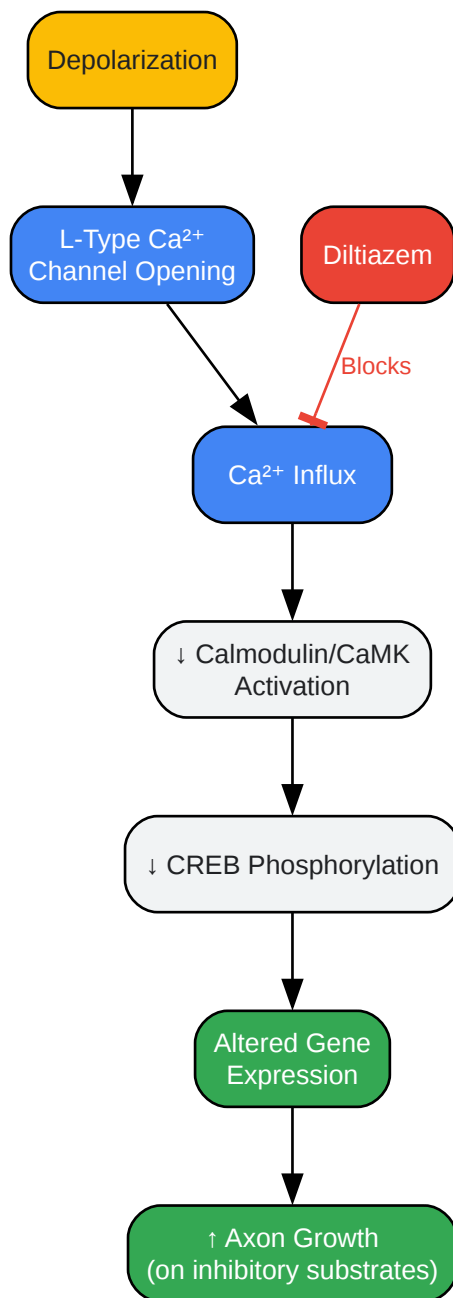 Depolarization
L-Type Ca²⁺
Channel Opening
Diltiazem
Blocks
Ca²⁺ Influx
↓ Calmodulin/CaMK
Activation
↓ CREB Phosphorylation
Altered Gene
Expression
↑ Axon Growth
(on inhibitory substrates)